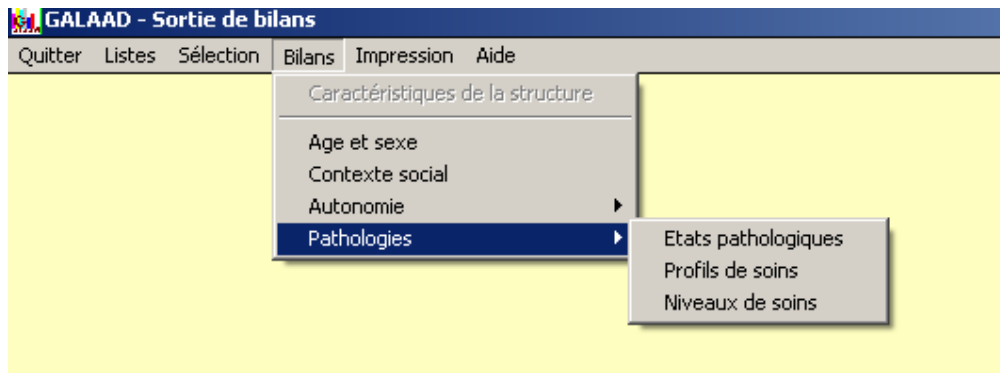 GALAAD - Sortie de bilans
Quitter Listes Sélection Bilans Impression Aide
Caractéristiques de la structure
Age et sexe
Contexte social
Autonomie
Pathologies
Etats pathologiques
Profils de soins
Niveaux de soins